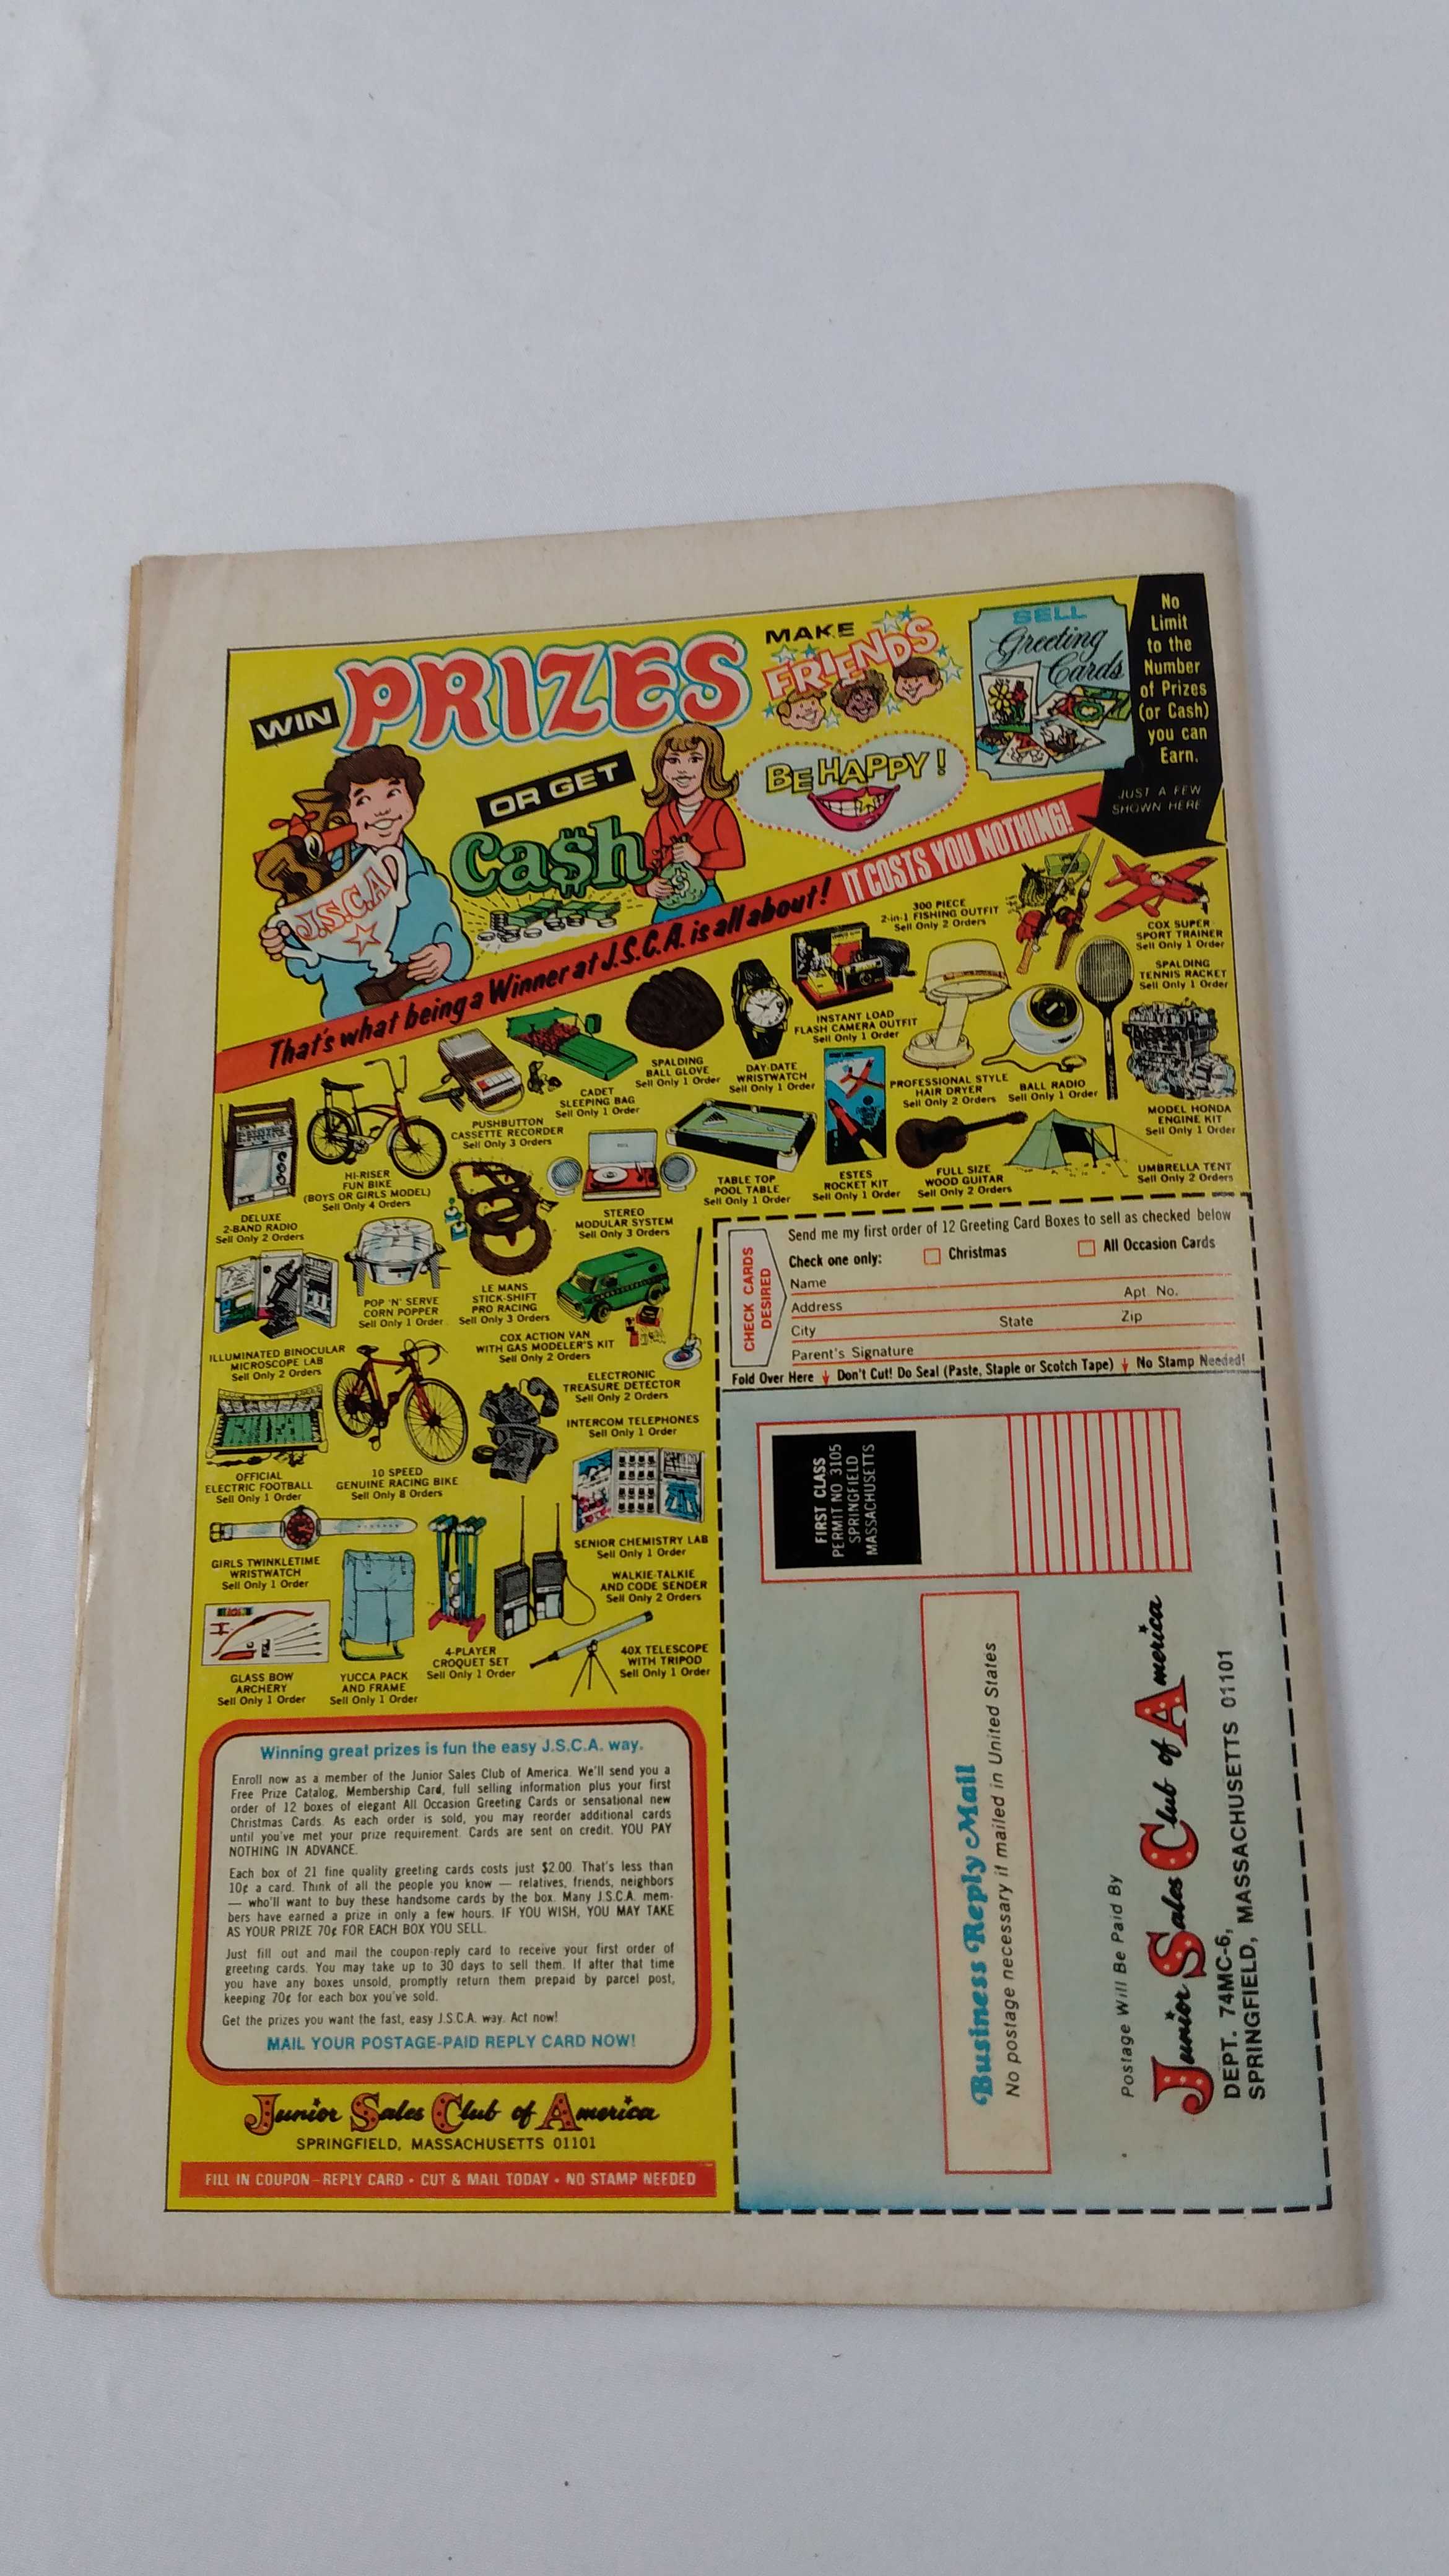 WIN PRIZES
OR GET
Ca$h
MAKE
FRIENDS
BE HAPPY!
SELL
Greeting
Cards
No
Limit
to the
Number
of Prizes
(or Cash)
you can
Earn.
JUST A FEW
SHOWN HERE
J.S.C.A.
That's what being a Winner at J.S.C.A. is all about! IT COSTS YOU NOTHING!
300 PIECE
2-in-1 FISHING OUTFIT
Sell Only 2 Orders
COX SUPER
SPORT TRAINER
Sell Only 1 Order
SPALDING
TENNIS RACKET
Sell Only 1 Order
INSTANT LOAD
FLASH CAMERA OUTFIT
Sell Only 1 Order
SPALDING
BALL GLOVE
Sell Only 1 Order
DAY-DATE
WRISTWATCH
Sell Only 1 Order
PROFESSIONAL STYLE
HAIR DRYER
Sell Only 2 Orders
BALL RADIO
Sell Only 1 Order
MODEL HONDA
ENGINE KIT
Sell Only 1 Order
CADET
SLEEPING BAG
Sell Only 1 Order
PUSHBUTTON
CASSETTE RECORDER
Sell Only 3 Orders
HI-RISER
FUN BIKE
(BOYS OR GIRLS MODEL)
Sell Only 4 Orders
DELUXE
2-BAND RADIO
Sell Only 2 Orders
STEREO
MODULAR SYSTEM
Sell Only 3 Orders
TABLE TOP
POOL TABLE
Sell Only 1 Order
ESTES
ROCKET KIT
Sell Only 1 Order
FULL SIZE
WOOD GUITAR
Sell Only 2 Orders
UMBRELLA TENT
Sell Only 2 Orders
POP 'N' SERVE
CORN POPPER
Sell Only 1 Order
LE MANS
STICK-SHIFT
PRO RACING
Sell Only 3 Orders
COX ACTION VAN
WITH GAS MODELER'S KIT
Sell Only 2 Orders
ILLUMINATED BINOCULAR
MICROSCOPE LAB
Sell Only 2 Orders
ELECTRONIC
TREASURE DETECTOR
Sell Only 2 Orders
INTERCOM TELEPHONES
Sell Only 1 Order
OFFICIAL
ELECTRIC FOOTBALL
Sell Only 1 Order
10 SPEED
GENUINE RACING BIKE
Sell Only 8 Orders
SENIOR CHEMISTRY LAB
Sell Only 1 Order
GIRLS TWINKLETIME
WRISTWATCH
Sell Only 1 Order
WALKIE-TALKIE
AND CODE SENDER
Sell Only 2 Orders
GLASS BOW
ARCHERY
Sell Only 1 Order
YUCCA PACK
AND FRAME
Sell Only 1 Order
4-PLAYER
CROQUET SET
Sell Only 1 Order
40X TELESCOPE
WITH TRIPOD
Sell Only 1 Order
Winning great prizes is fun the easy J.S.C.A. way.
Enroll now as a member of the Junior Sales Club of America. We'll send you a
Free Prize Catalog, Membership Card, full selling information plus your first
order of 12 boxes of elegant All Occasion Greeting Cards or sensational new
Christmas Cards. As each order is sold, you may reorder additional cards
until you've met your prize requirement. Cards are sent on credit. YOU PAY
NOTHING IN ADVANCE.
Each box of 21 fine quality greeting cards costs just $2.00. That's less than
10¢ a card. Think of all the people you know — relatives, friends, neighbors
— who'll want to buy these handsome cards by the box. Many J.S.C.A. mem-
bers have earned a prize in only a few hours. IF YOU WISH, YOU MAY TAKE
AS YOUR PRIZE 70¢ FOR EACH BOX YOU SELL.
Just fill out and mail the coupon-reply card to receive your first order of
greeting cards. You may take up to 30 days to sell them. If after that time
you have any boxes unsold, promptly return them prepaid by parcel post,
keeping 70¢ for each box you've sold.
Get the prizes you want the fast, easy J.S.C.A. way. Act now!
MAIL YOUR POSTAGE-PAID REPLY CARD NOW!
Junior Sales Club of America
SPRINGFIELD, MASSACHUSETTS 01101
FILL IN COUPON–REPLY CARD • CUT & MAIL TODAY • NO STAMP NEEDED
CHECK CARDS
DESIRED
Send me my first order of 12 Greeting Card Boxes to sell as checked below
Check one only: Christmas All Occasion Cards
Name
Address Apt. No.
City State Zip
Parent's Signature
Fold Over Here Don't Cut! Do Seal (Paste, Staple or Scotch Tape) No Stamp Needed!
FIRST CLASS
PERMIT NO 3105
SPRINGFIELD
MASSACHUSETTS
Business Reply Mail
No postage necessary if mailed in United States
Postage Will Be Paid By
Junior Sales Club of America
DEPT. 74MC-6,
SPRINGFIELD, MASSACHUSETTS 01101